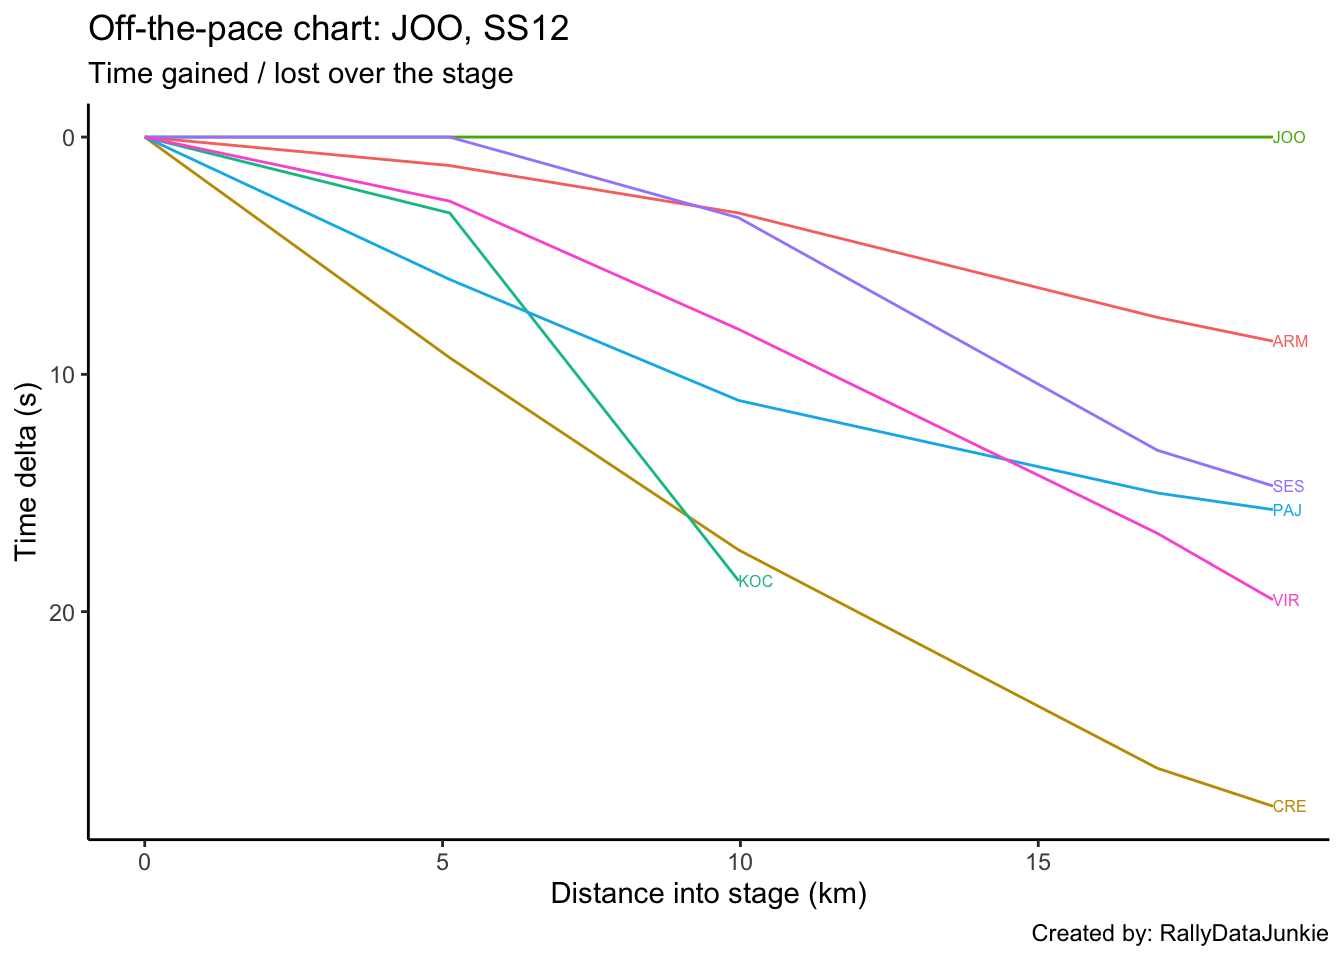 Off-the-pace chart: JOO, SS12
Time gained / lost over the stage
0
10
20
Time delta (s)
JOO
ARM
SES
PAJ
KOC
VIR
CRE
0 5 10 15
Distance into stage (km)
Created by: RallyDataJunkie